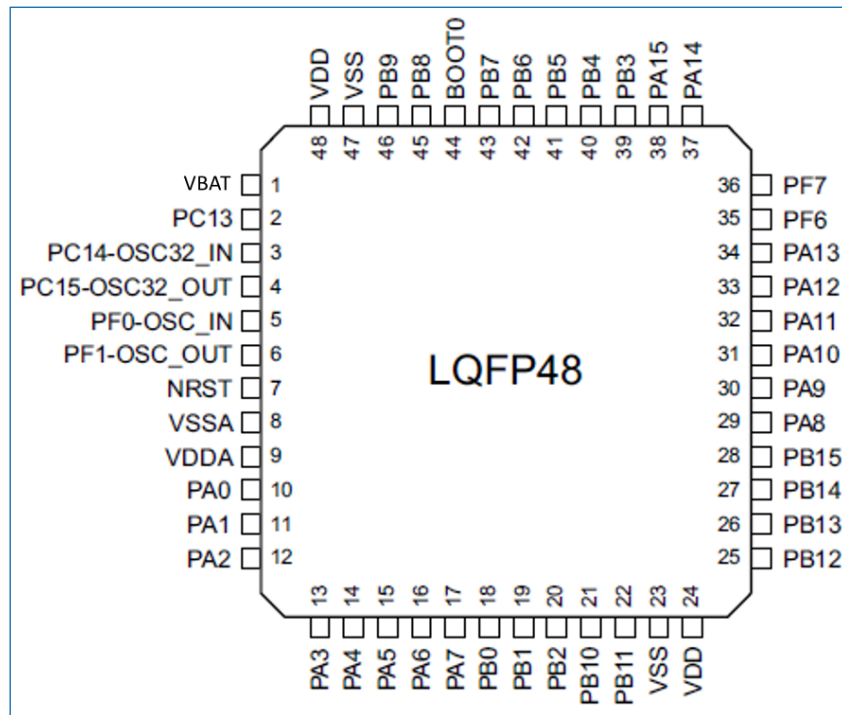 VDD
VSS
PB9
PB8
BOOT0
PB7
PB6
PB5
PB4
PB3
PA15
PA14
48
47
46
45
44
43
42
41
40
39
38
37
VBAT 1
PC13 2
PC14-OSC32_IN 3
PC15-OSC32_OUT 4
PF0-OSC_IN 5
PF1-OSC_OUT 6
NRST 7
VSSA 8
VDDA 9
PA0 10
PA1 11
PA2 12
LQFP48
36 PF7
35 PF6
34 PA13
33 PA12
32 PA11
31 PA10
30 PA9
29 PA8
28 PB15
27 PB14
26 PB13
25 PB12
13
14
15
16
17
18
19
20
21
22
23
24
PA3
PA4
PA5
PA6
PA7
PB0
PB1
PB2
PB10
PB11
VSS
VDD